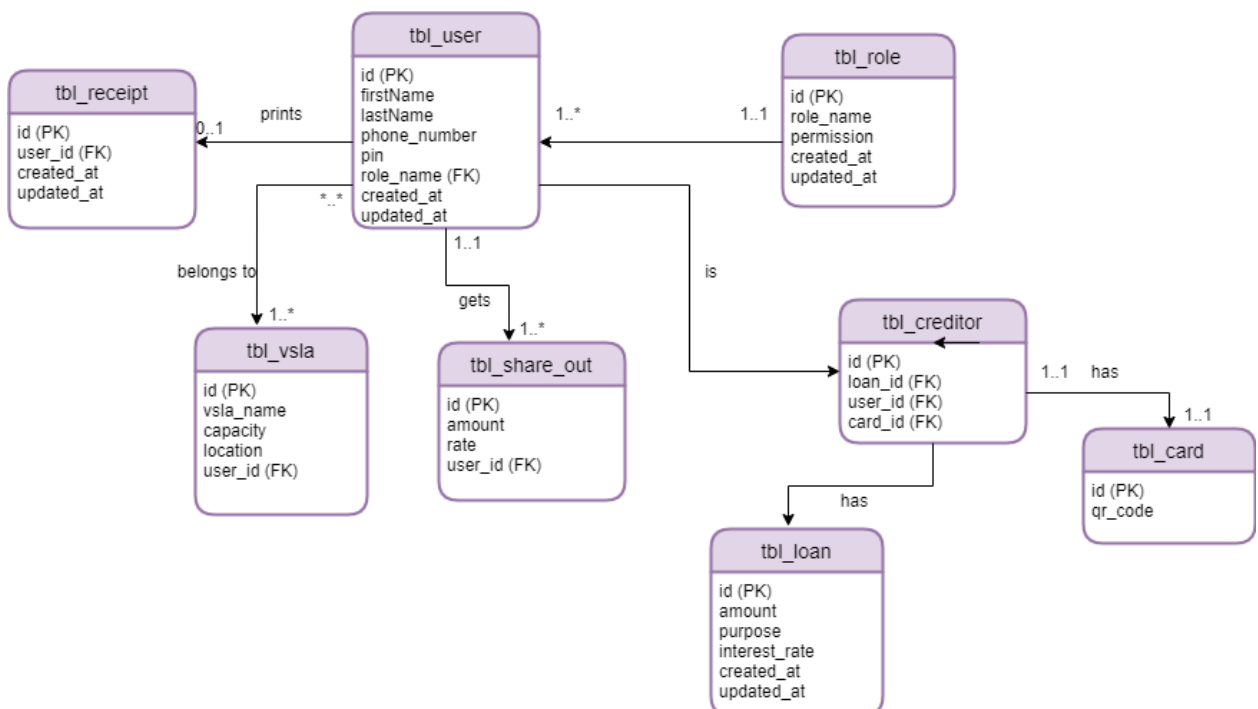 tbl_user
id (PK)
firstName
lastName
phone_number
pin
role_name (FK)
created_at
updated_at
tbl_role
id (PK)
role_name
permission
created_at
updated_at
tbl_receipt
id (PK)
user_id (FK)
created_at
updated_at
prints
0..1
1..*
1..1
*..*
belongs to
1..*
1..1
gets
1..*
is
tbl_vsla
id (PK)
vsla_name
capacity
location
user_id (FK)
tbl_share_out
id (PK)
amount
rate
user_id (FK)
tbl_creditor
id (PK)
loan_id (FK)
user_id (FK)
card_id (FK)
1..1
has
1..1
tbl_card
id (PK)
qr_code
has
tbl_loan
id (PK)
amount
purpose
interest_rate
created_at
updated_at